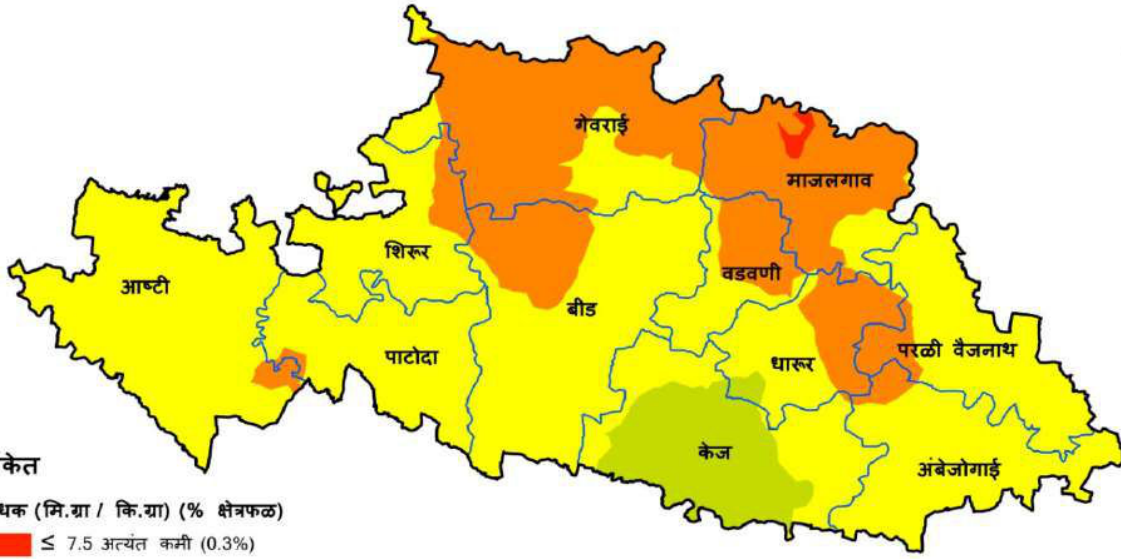 गेवराई
माजलगाव
शिरूर
वडवणी
आष्टी
बीड
पाटोदा
धारूर
परळी वैजनाथ
केज
अंबेजोगाई
केत
धक (मि.ग्रा / कि.ग्रा) (% क्षेत्रफळ)
≤ 7.5 अत्यंत कमी (0.3%)